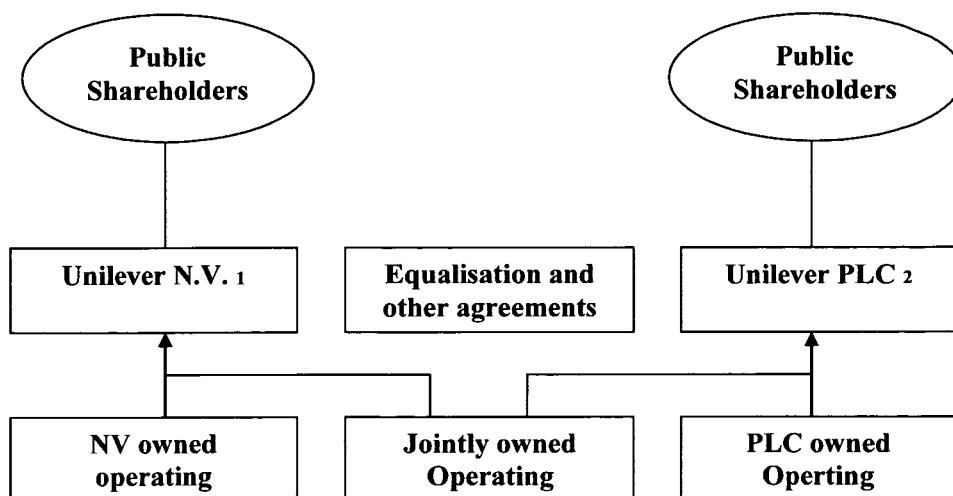 Public
Shareholders
Public
Shareholders
Unilever N.V. 1
Equalisation and
other agreements
Unilever PLC 2
NV owned
operating
Jointly owned
Operating
PLC owned
Operting